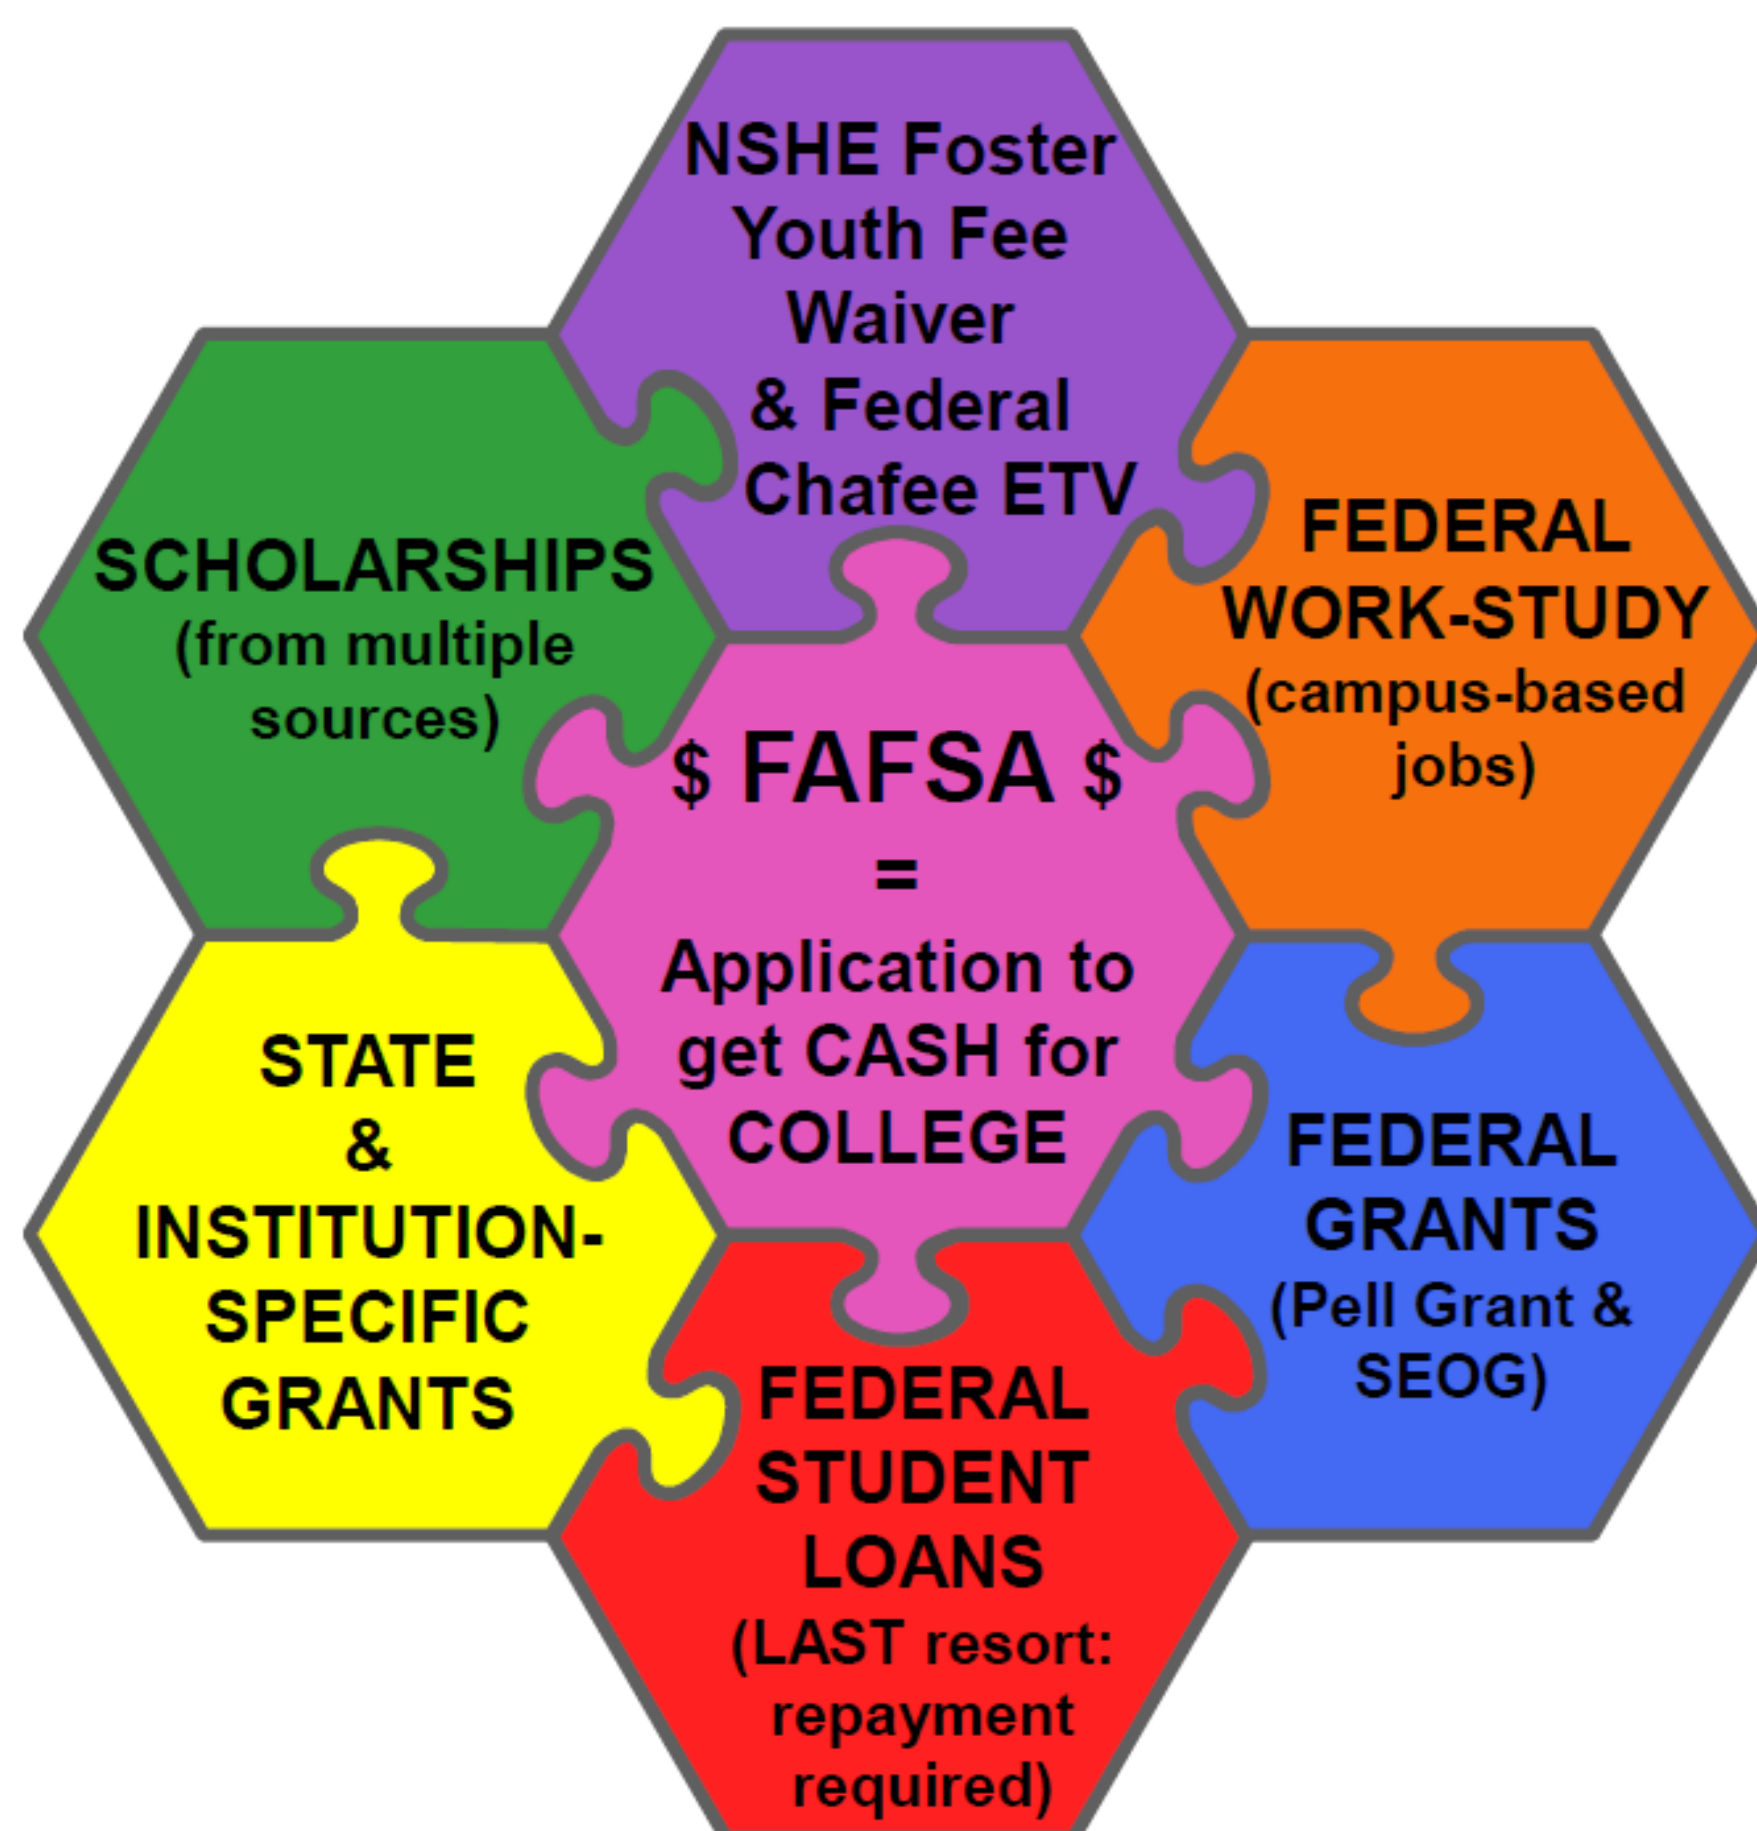 NSHE Foster
Youth Fee
Waiver
& Federal
Chafee ETV
SCHOLARSHIPS
(from multiple
sources)
FEDERAL
WORK-STUDY
(campus-based
jobs)
$ FAFSA $
=
Application to
get CASH for
COLLEGE
STATE
&
INSTITUTION-
SPECIFIC
GRANTS
FEDERAL
GRANTS
(Pell Grant &
SEOG)
FEDERAL
STUDENT
LOANS
(LAST resort:
repayment
required)